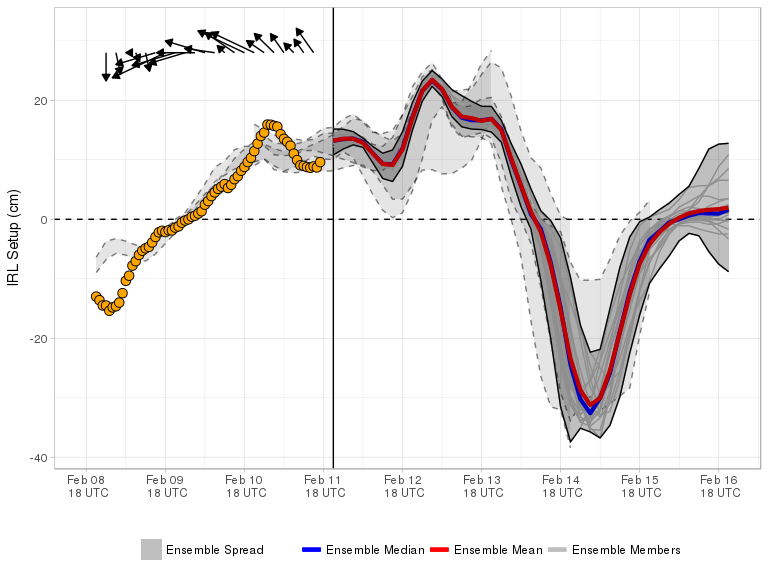 20
0
-20
-40
IRL Setup (cm)
Feb 08 Feb 09 Feb 10 Feb 11 Feb 12 Feb 13 Feb 14 Feb 15 Feb 16
18 UTC 18 UTC 18 UTC 18 UTC 18 UTC 18 UTC 18 UTC 18 UTC 18 UTC
Ensemble Spread Ensemble Median Ensemble Mean Ensemble Members